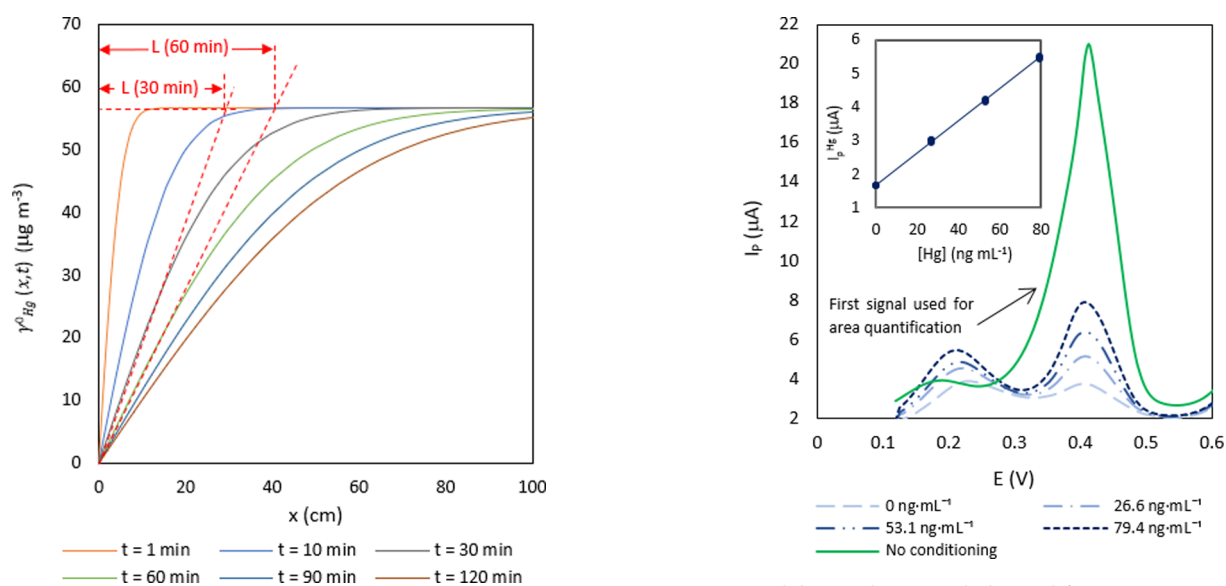 70
60
50
40
30
20
10
0
γ⁰Hg (x,t) (µg m⁻³)
L (60 min)
L (30 min)
0 20 40 60 80 100
x (cm)
t = 1 min t = 10 min t = 30 min
t = 60 min t = 90 min t = 120 min
22
20
18
16
14
12
10
8
6
4
2
Iₚ (µA)
6
5
4
3
2
1
IₚHg (µA)
0 20 40 60 80
[Hg] (ng mL⁻¹)
First signal used for
area quantification
0 0.1 0.2 0.3 0.4 0.5 0.6
E (V)
0 ng·mL⁻¹ 26.6 ng·mL⁻¹
53.1 ng·mL⁻¹ 79.4 ng·mL⁻¹
No conditioning